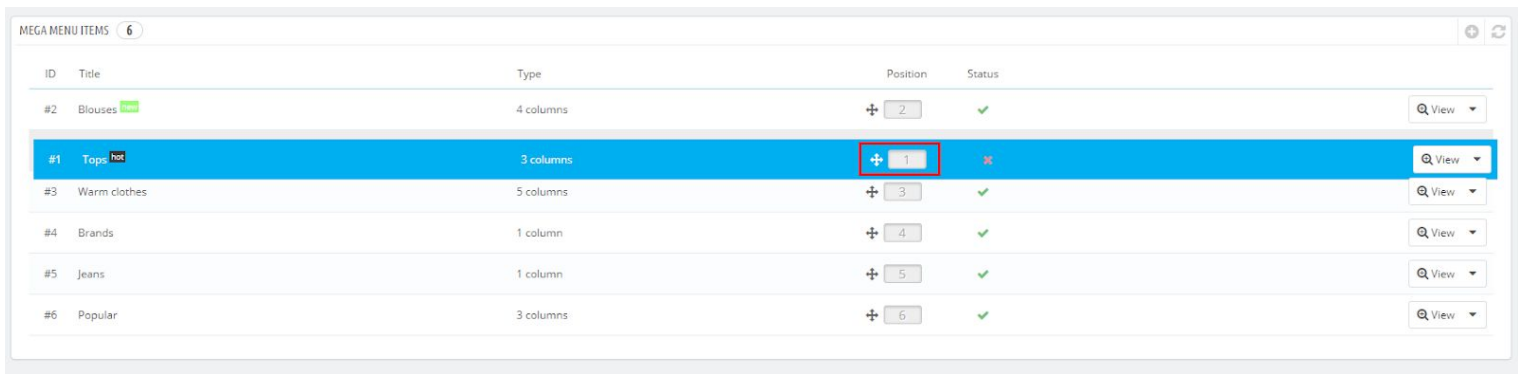 MEGA MENU ITEMS 6
ID Title Type Position Status
#2 Blouses new 4 columns 2 View
#1 Tops hot 3 columns 1 View
#3 Warm clothes 5 columns 3 View
#4 Brands 1 column 4 View
#5 Jeans 1 column 5 View
#6 Popular 3 columns 6 View